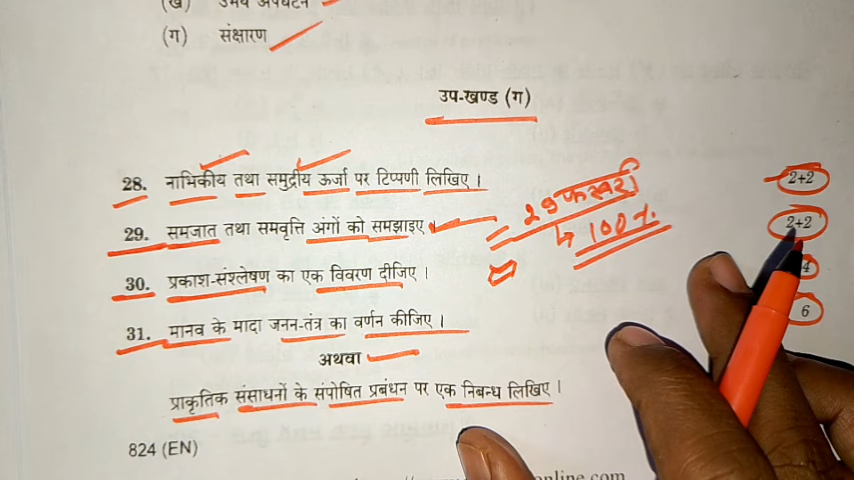 (ख) उभय अपघटन
(ग) संक्षारण
उप-खण्ड (ग)
28. नाभिकीय तथा समुद्रीय ऊर्जा पर टिप्पणी लिखिए । 2+2
29. समजात तथा समवृत्ति अंगों को समझाइए । 2+2
29 फरवरी
↳ 100%
30. प्रकाश-संश्लेषण का एक विवरण दीजिए । 4
31. मानव के मादा जनन-तंत्र का वर्णन कीजिए । 6
अथवा
प्राकृतिक संसाधनों के संपोषित प्रबंधन पर एक निबन्ध लिखिए ।
824 (EN)
online.com